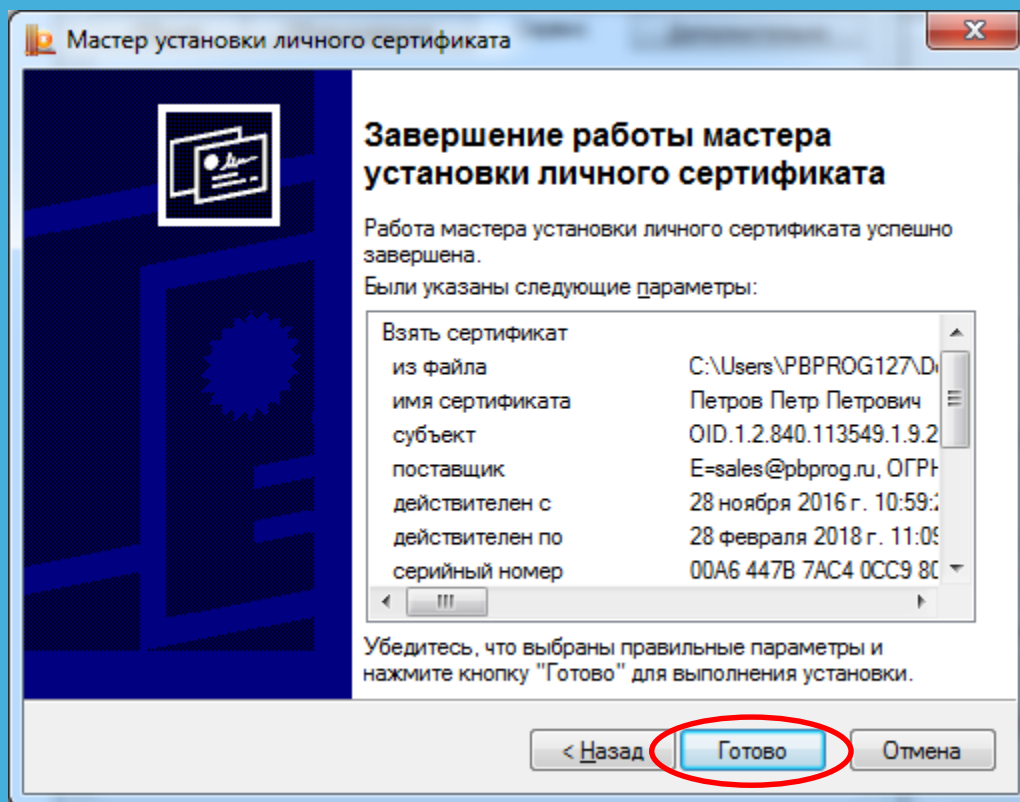 Мастер установки личного сертификата
Завершение работы мастера
установки личного сертификата
Работа мастера установки личного сертификата успешно
завершена.
Были указаны следующие параметры:
Взять сертификат
из файла C:\Users\PBPROG127\D
имя сертификата Петров Петр Петрович
субъект OID.1.2.840.113549.1.9.2
поставщик E=sales@pbprog.ru, ОГРН
действителен с 28 ноября 2016 г. 10:59:2
действителен по 28 февраля 2018 г. 11:09
серийный номер 00A6 447B 7AC4 0CC9 80
Убедитесь, что выбраны правильные параметры и
нажмите кнопку "Готово" для выполнения установки.
< Назад Готово Отмена